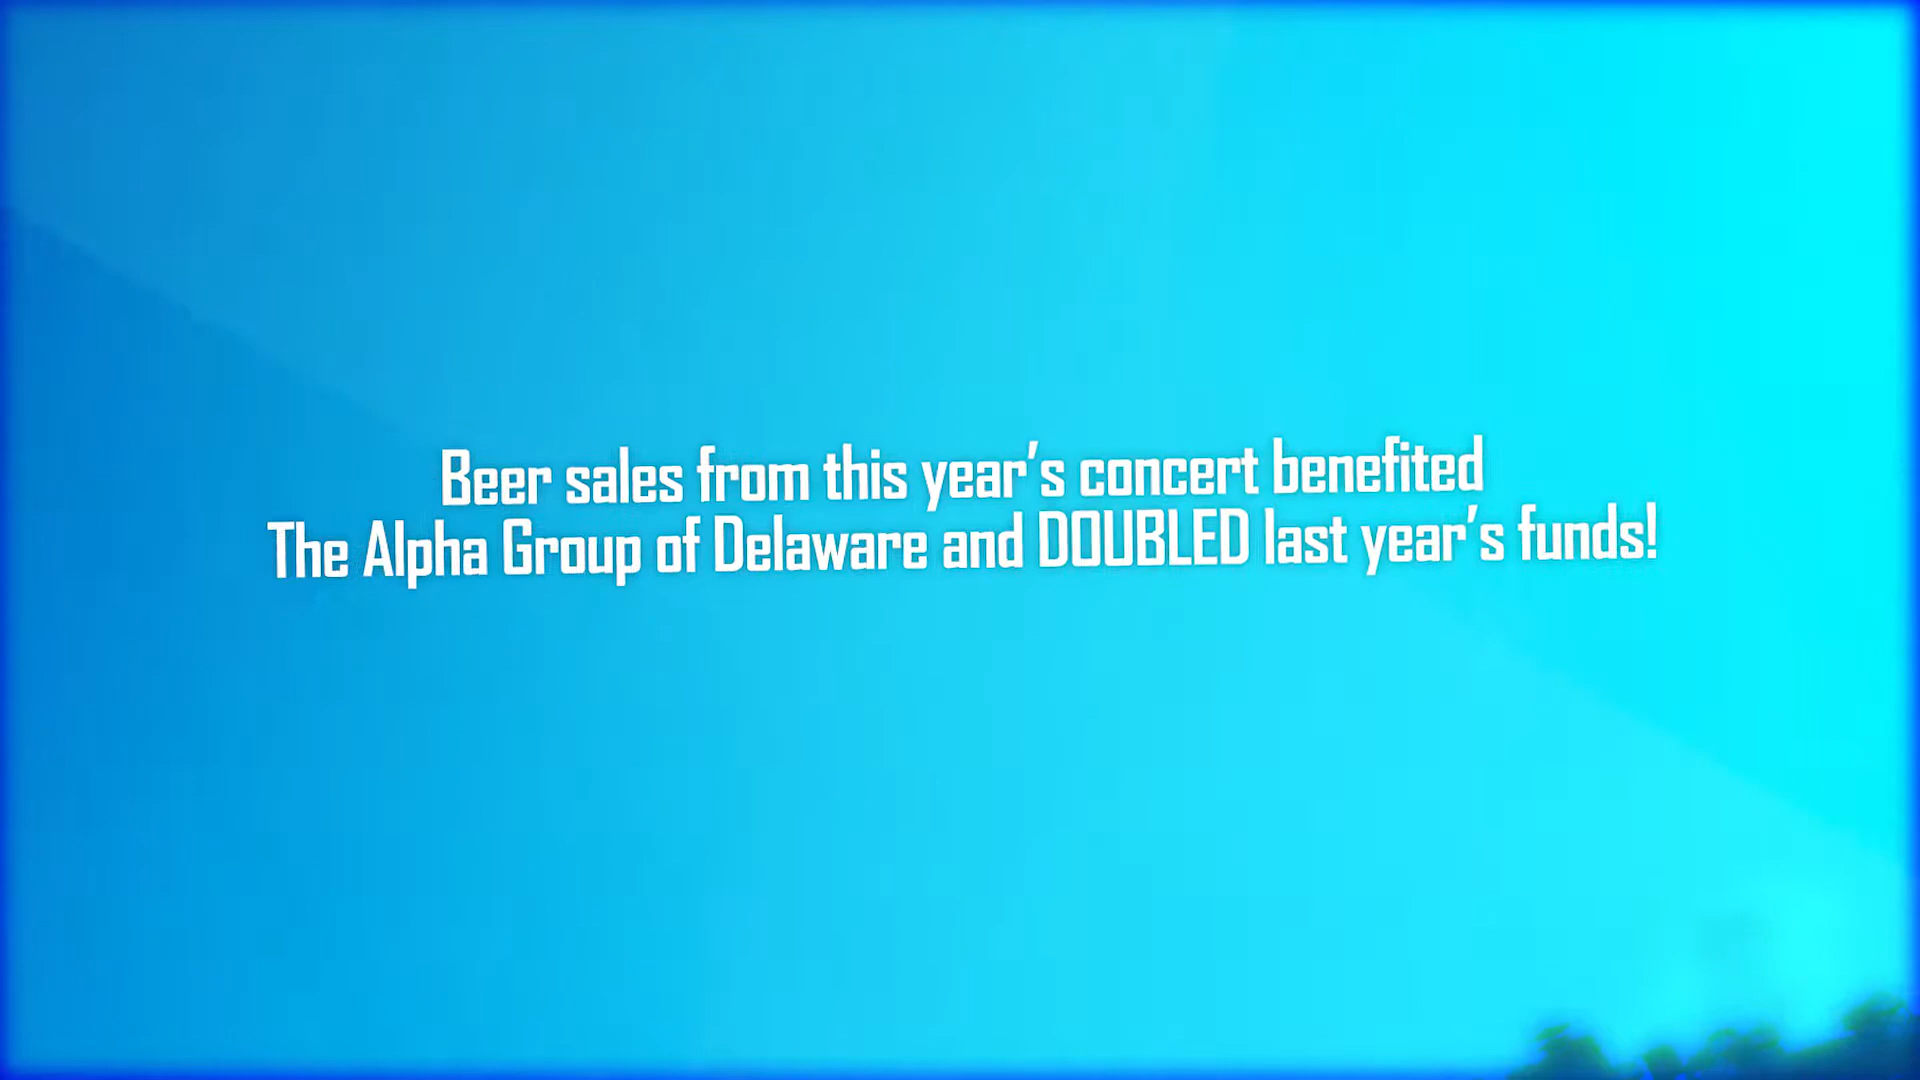 Beer sales from this year’s concert benefited
The Alpha Group of Delaware and DOUBLED last year’s funds!